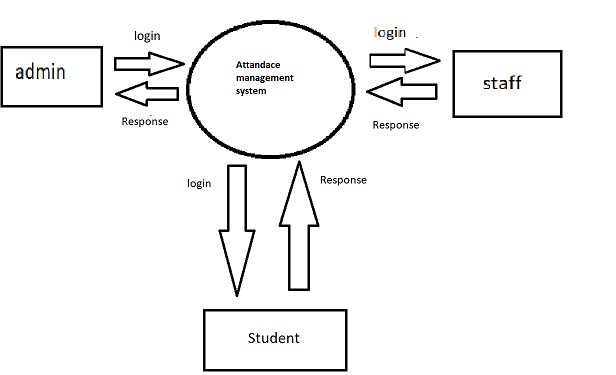 login
login
admin
Attandace
management
system
staff
Response
Response
login
Response
Student